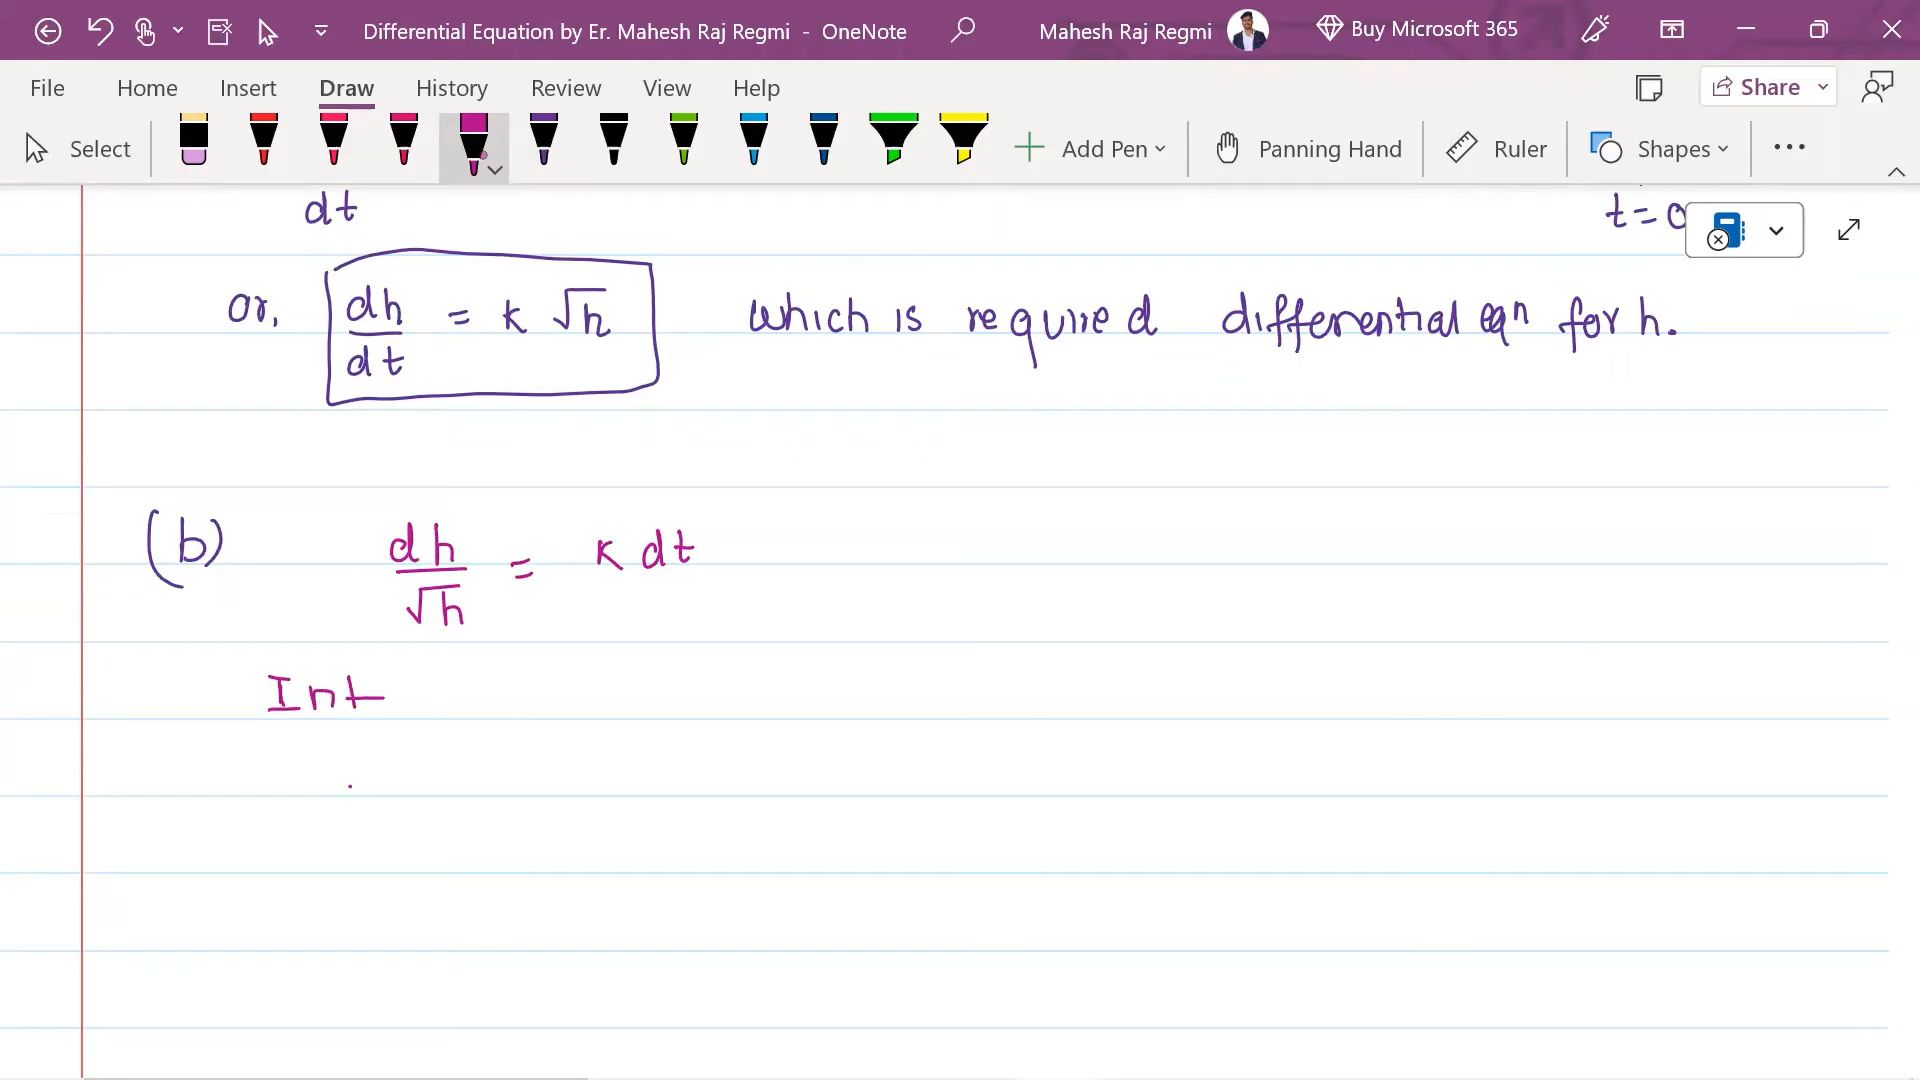 Differential Equation by Er. Mahesh Raj Regmi - OneNote
Mahesh Raj Regmi
Buy Microsoft 365
File Home Insert Draw History Review View Help
Share
Select
Add Pen
Panning Hand
Ruler
Shapes
dt
t = 0
or, dh/dt = k √h which is required differential eqn for h.
(b) dh/√h = k dt
Int